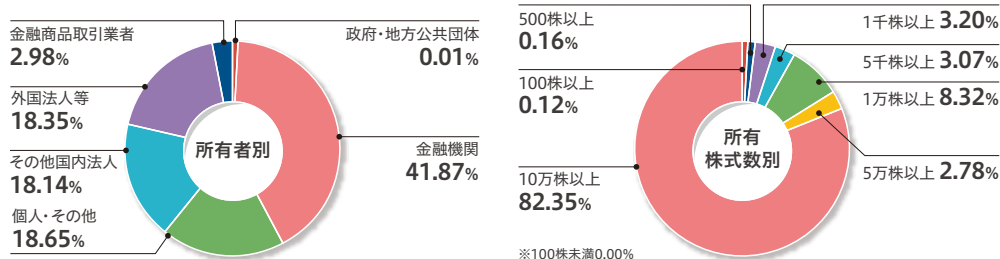 金融商品取引業者
2.98%
外国法人等
18.35%
その他国内法人
18.14%
個人・その他
18.65%
所有者別
政府・地方公共団体
0.01%
金融機関
41.87%
500株以上
0.16%
100株以上
0.12%
10万株以上
82.35%
※100株未満0.00%
所有
株式数別
1千株以上 3.20%
5千株以上 3.07%
1万株以上 8.32%
5万株以上 2.78%